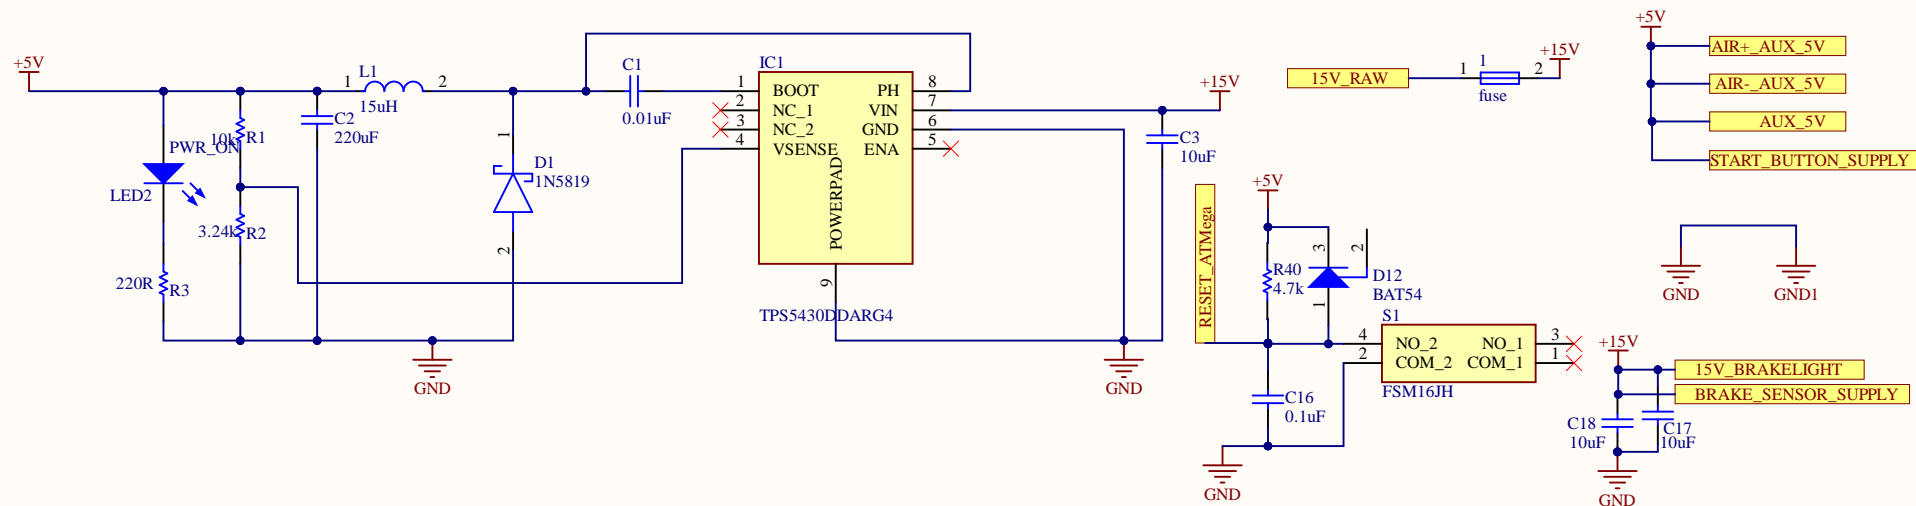 +5V
L1
1
2
15uH
C1
0.01uF
C2
220uF
10k
R1
PWR_ON
LED2
3.24k
R2
220R
R3
1
D1
1N5819
2
GND
IC1
1
BOOT
PH
8
2
NC_1
VIN
7
3
NC_2
GND
6
4
VSENSE
ENA
5
POWERPAD
9
TPS5430DDARG4
+15V
C3
10uF
GND
15V_RAW
1
1
2
fuse
+15V
+5V
AIR+_AUX_5V
AIR-_AUX_5V
AUX_5V
START_BUTTON_SUPPLY
GND
GND1
+5V
RESET_ATMega
R40
4.7k
3
2
1
D12
BAT54
S1
4
NO_2
NO_1
3
2
COM_2
COM_1
1
FSM16JH
C16
0.1uF
GND
+15V
15V_BRAKELIGHT
BRAKE_SENSOR_SUPPLY
C18
10uF
C17
10uF
GND